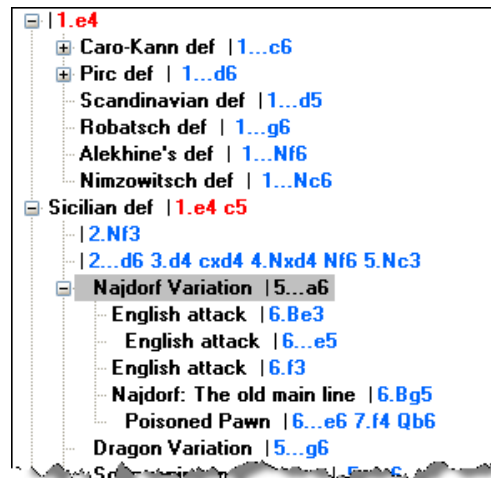 |1.e4
Caro-Kann def |1...c6
Pirc def | 1...d6
Scandinavian def |1...d5
Robatsch def | 1...g6
Alekhine's def | 1...Nf6
Nimzowitsch def | 1...Nc6
Sicilian def |1.e4 c5
|2.Nf3
|2...d6 3.d4 cxd4 4.Nxd4 Nf6 5.Nc3
Najdorf Variation |5...a6
English attack |6.Be3
English attack |6...e5
English attack |6.f3
Najdorf: The old main line |6.Bg5
Poisoned Pawn |6...e6 7.f4 Qb6
Dragon Variation |5...g6